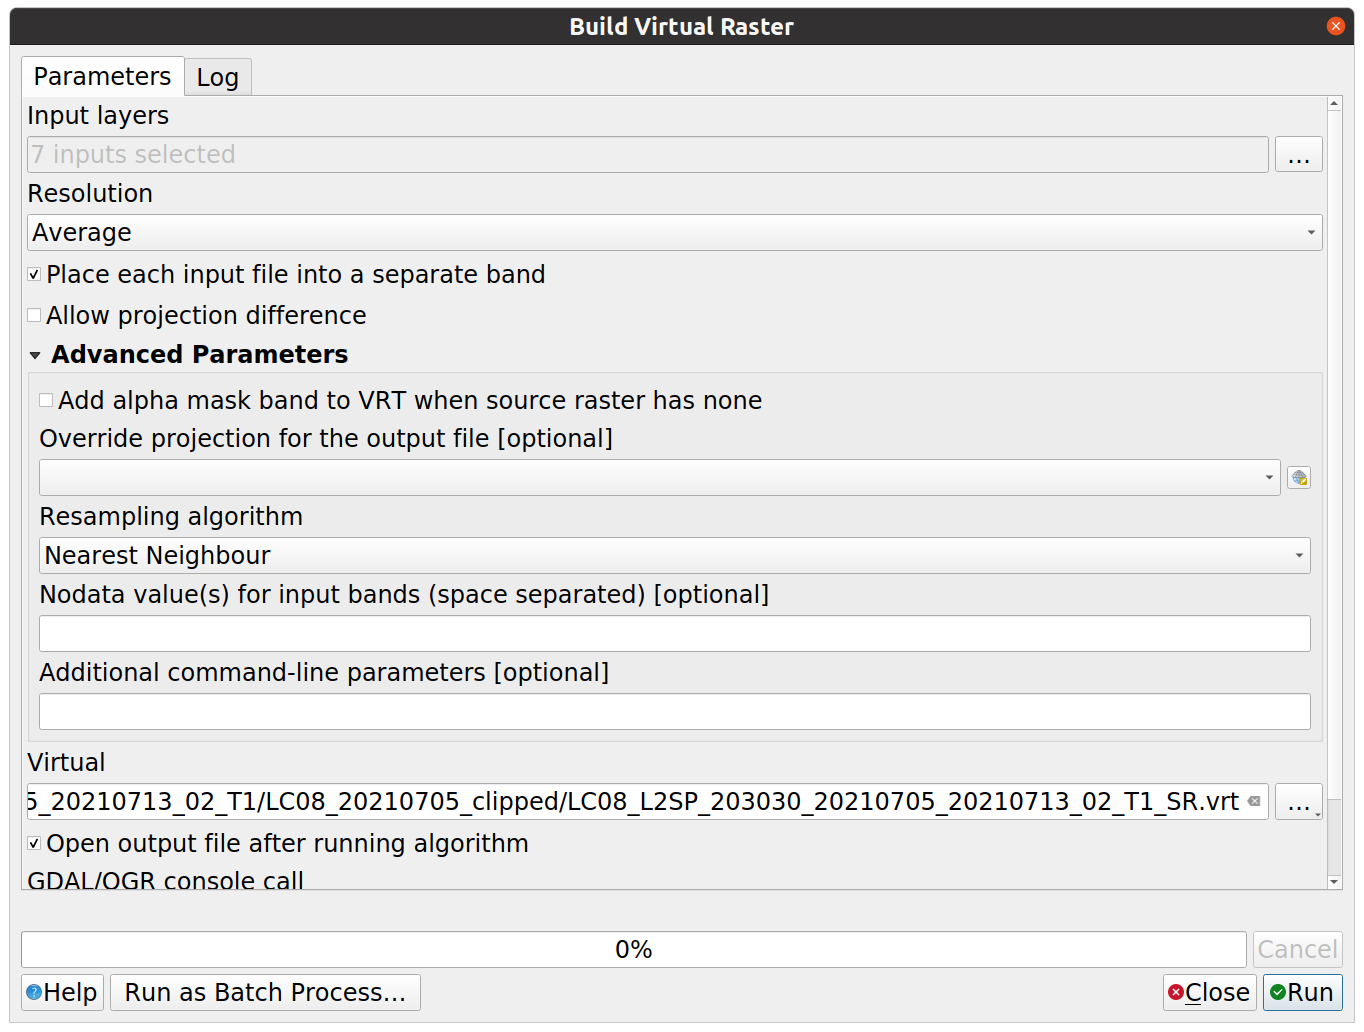 Build Virtual Raster
Parameters Log
Input layers
7 inputs selected ...
Resolution
Average
Place each input file into a separate band
Allow projection difference
Advanced Parameters
Add alpha mask band to VRT when source raster has none
Override projection for the output file [optional]
Resampling algorithm
Nearest Neighbour
Nodata value(s) for input bands (space separated) [optional]
Additional command-line parameters [optional]
Virtual
5_20210713_02_T1/LC08_20210705_clipped/LC08_L2SP_203030_20210705_20210713_02_T1_SR.vrt ...
Open output file after running algorithm
GDAL/OGR console call
0% Cancel
Help Run as Batch Process... Close Run